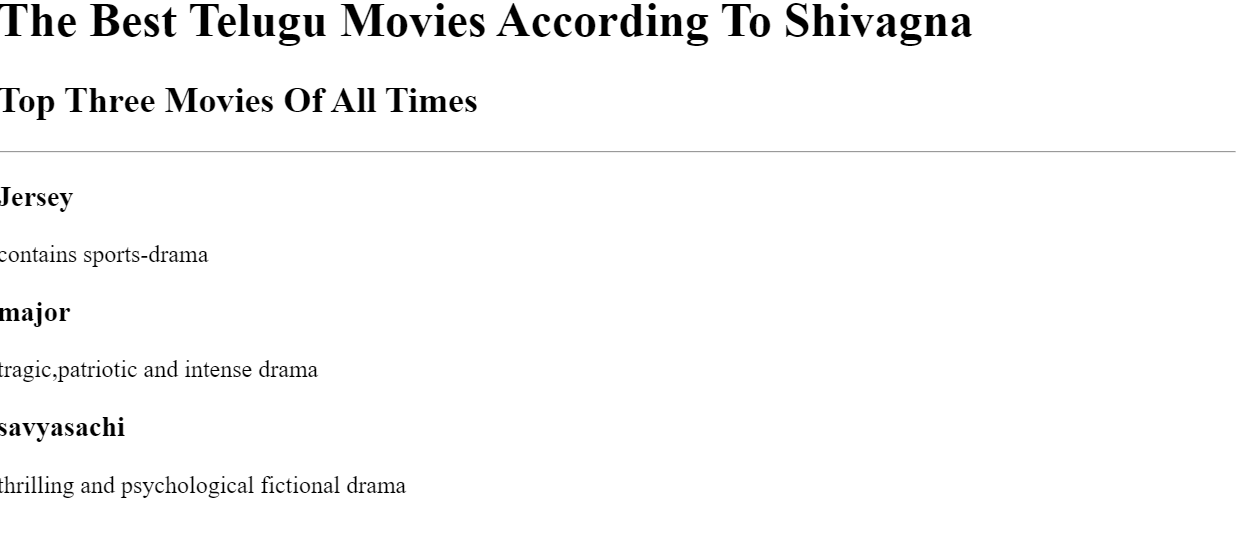 The Best Telugu Movies According To Shivagna
Top Three Movies Of All Times
Jersey
contains sports-drama
major
tragic,patriotic and intense drama
savyasachi
thrilling and psychological fictional drama